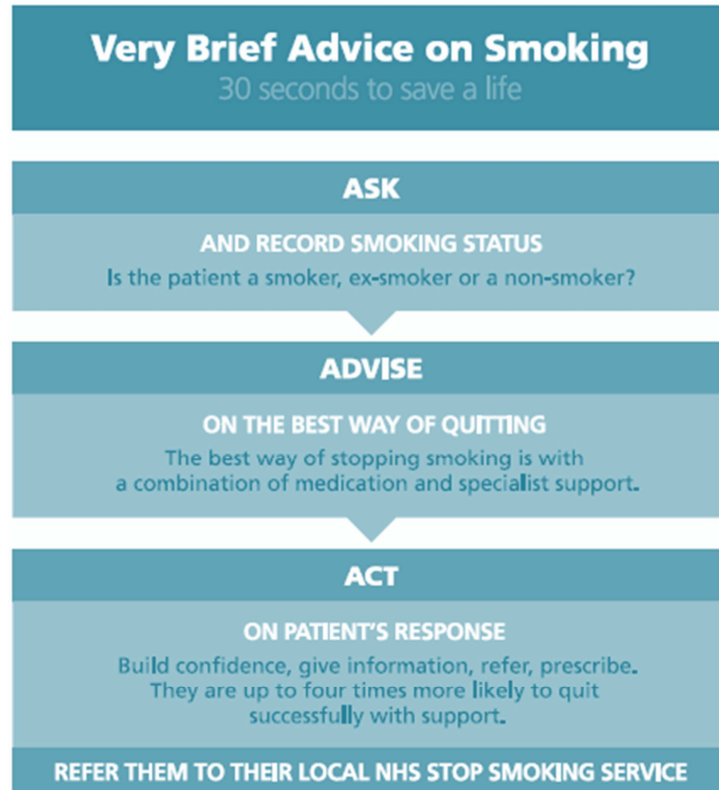 Very Brief Advice on Smoking
30 seconds to save a life
ASK
AND RECORD SMOKING STATUS
Is the patient a smoker, ex-smoker or a non-smoker?
ADVISE
ON THE BEST WAY OF QUITTING
The best way of stopping smoking is with
a combination of medication and specialist support.
ACT
ON PATIENT'S RESPONSE
Build confidence, give information, refer, prescribe.
They are up to four times more likely to quit
successfully with support.
REFER THEM TO THEIR LOCAL NHS STOP SMOKING SERVICE